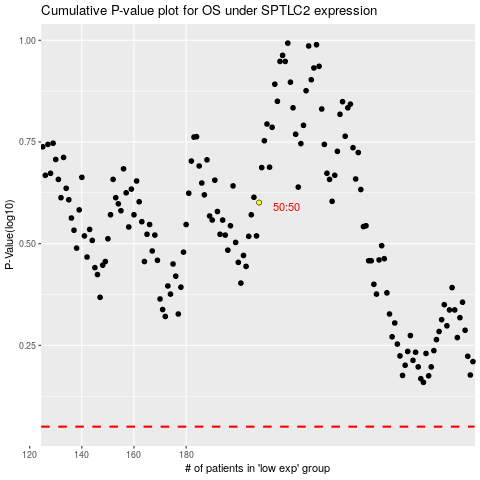 Cumulative P-value plot for OS under SPTLC2 expression
P-Value(log10)
1.00
0.75
0.50
0.25
50:50
120 140 160 180
# of patients in 'low exp' group